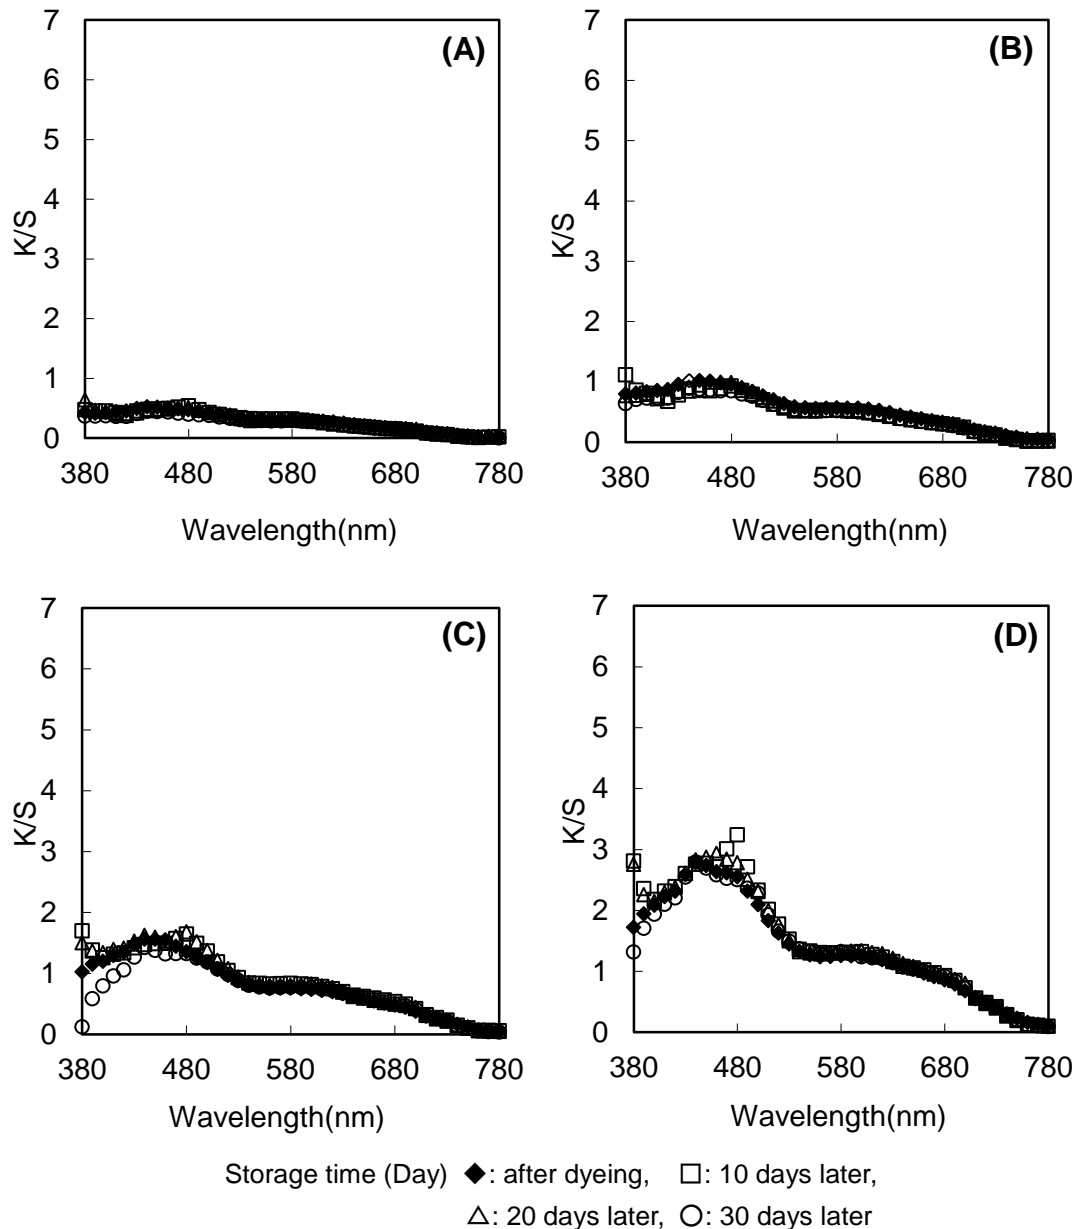 (A)
7
6
5
4
3
2
1
0
K/S
380 480 580 680 780
Wavelength(nm)
(B)
7
6
5
4
3
2
1
0
K/S
380 480 580 680 780
Wavelength(nm)
(C)
7
6
5
4
3
2
1
0
K/S
380 480 580 680 780
Wavelength(nm)
(D)
7
6
5
4
3
2
1
0
K/S
380 480 580 680 780
Wavelength(nm)
Storage time (Day) ◆: after dyeing, □: 10 days later,
△: 20 days later, ○: 30 days later